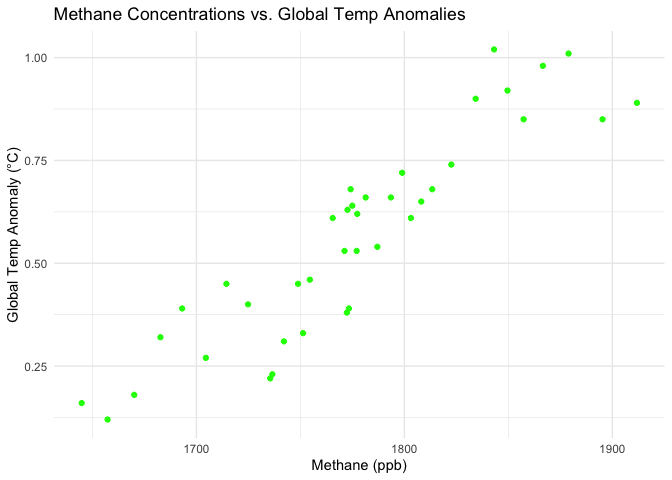 Methane Concentrations vs. Global Temp Anomalies
Global Temp Anomaly (°C)
1.00
0.75
0.50
0.25
1700 1800 1900
Methane (ppb)